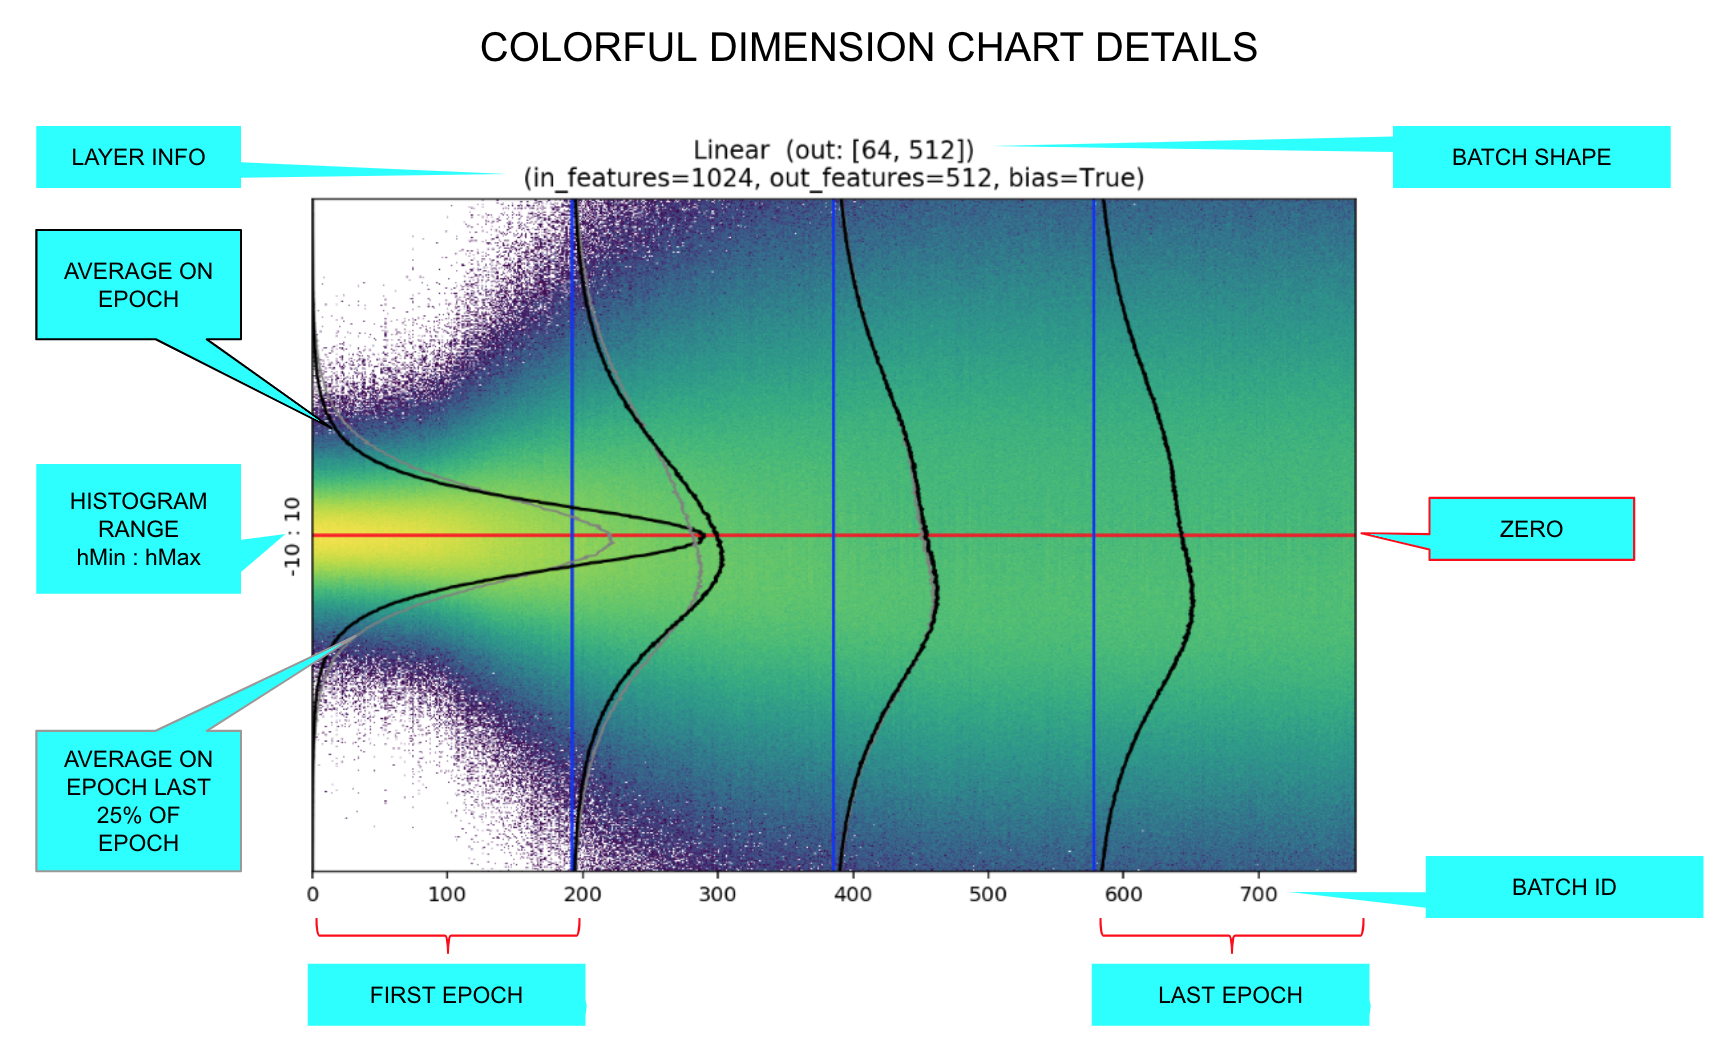 COLORFUL DIMENSION CHART DETAILS
LAYER INFO
Linear  (out: [64, 512])
(in_features=1024, out_features=512, bias=True)
BATCH SHAPE
AVERAGE ON
EPOCH
HISTOGRAM
RANGE
hMin : hMax
-10 : 10
ZERO
AVERAGE ON
EPOCH LAST
25% OF
EPOCH
0 100 200 300 400 500 600 700
BATCH ID
FIRST EPOCH
LAST EPOCH